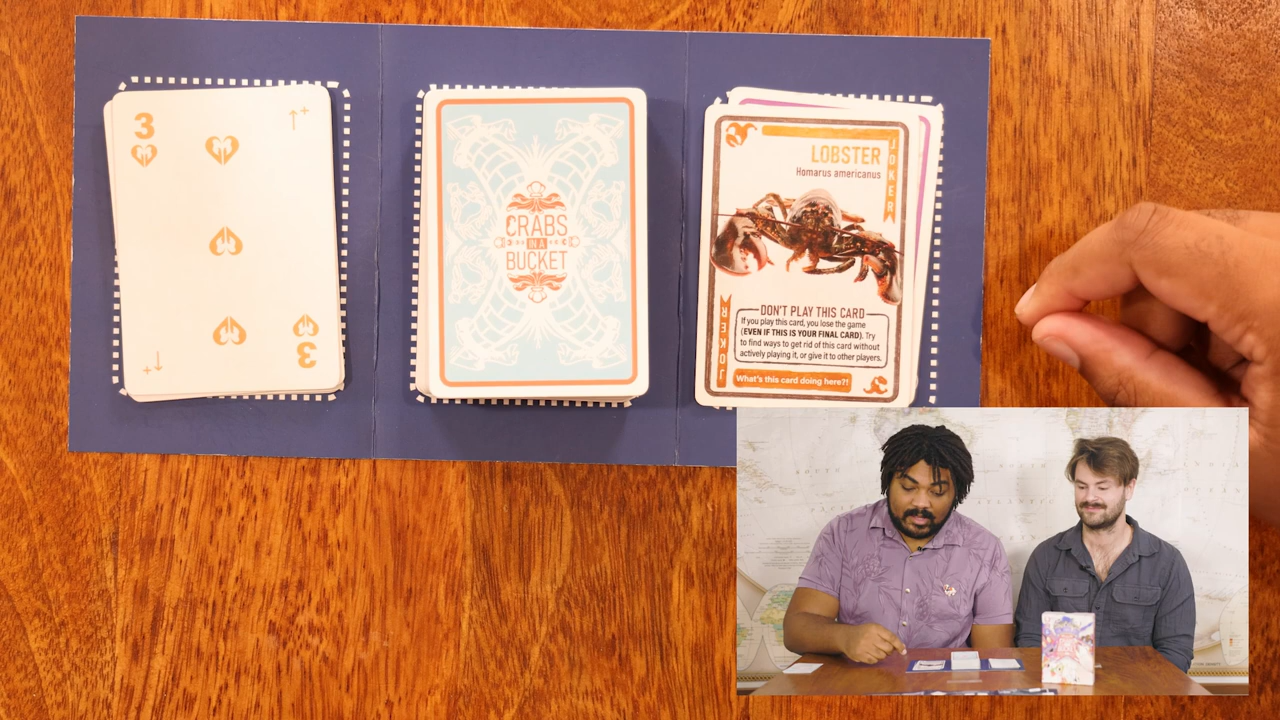 3
3
CRABS
IN A
BUCKET
LOBSTER
Homarus americanus
JOKER
DON'T PLAY THIS CARD
If you play this card, you lose the game
(EVEN IF THIS IS YOUR FINAL CARD). Try
to find ways to get rid of this card without
actively playing it, or give it to other players.
JOKER
What's this card doing here?!
ATLANTIC